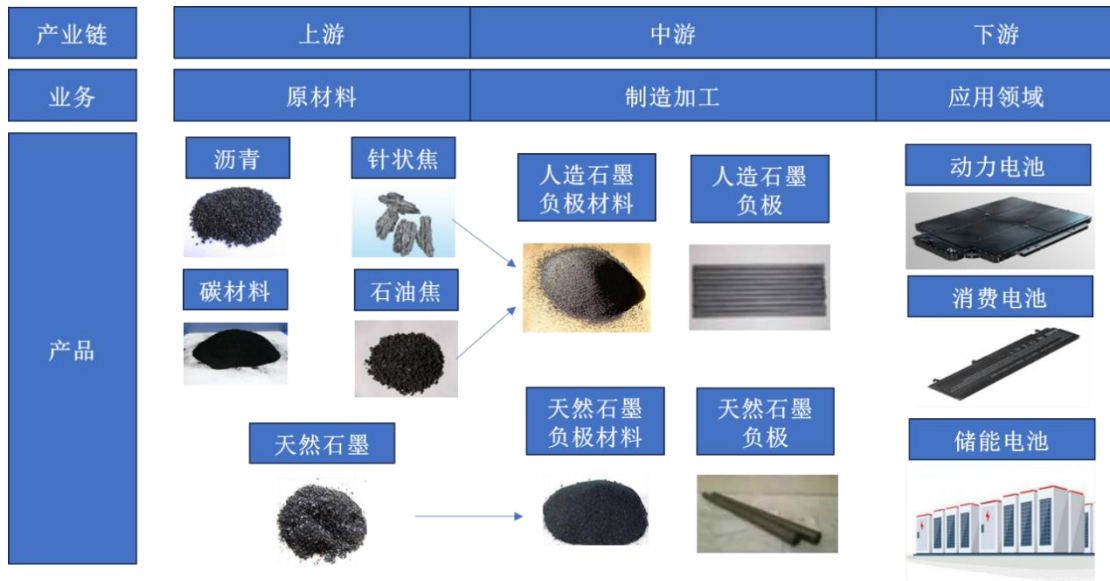 产业链
上游
中游
下游
业务
原材料
制造加工
应用领域
产品
沥青
针状焦
碳材料
石油焦
天然石墨
人造石墨
负极材料
人造石墨
负极
天然石墨
负极材料
天然石墨
负极
动力电池
消费电池
储能电池